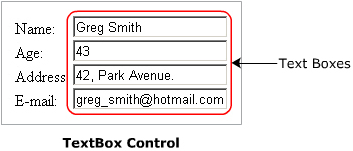 Name: Greg Smith
Age: 43
Address 42, Park Avenue.
E-mail: greg_smith@hotmail.com
Text Boxes
TextBox Control